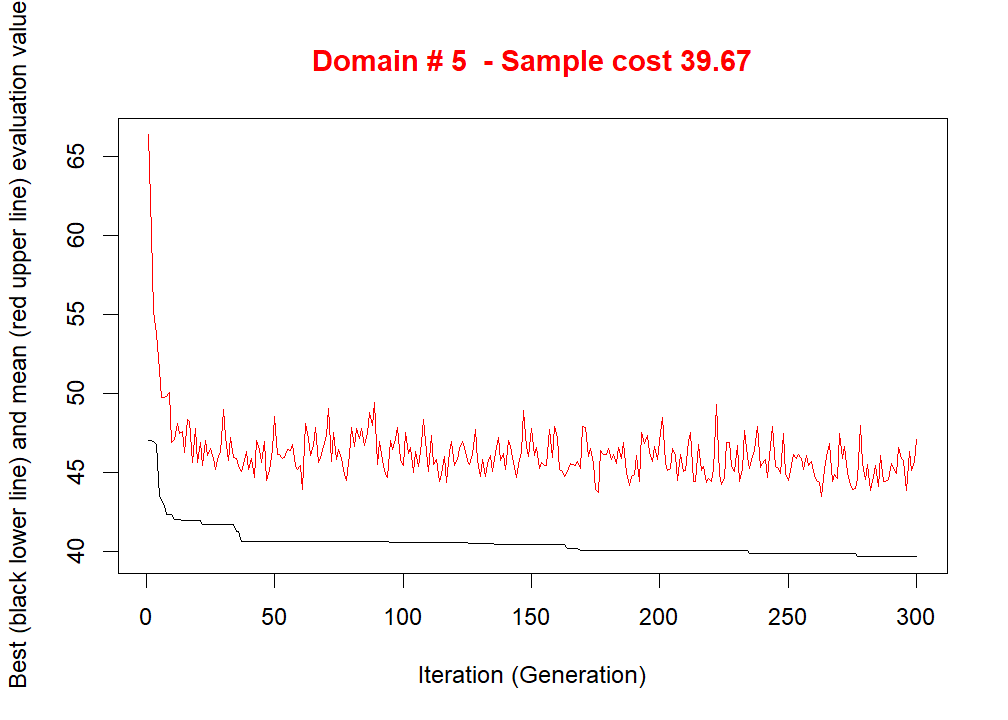 Domain # 5  - Sample cost 39.67
Best (black lower line) and mean (red upper line) evaluation value
65
60
55
50
45
40
0 50 100 150 200 250 300
Iteration (Generation)